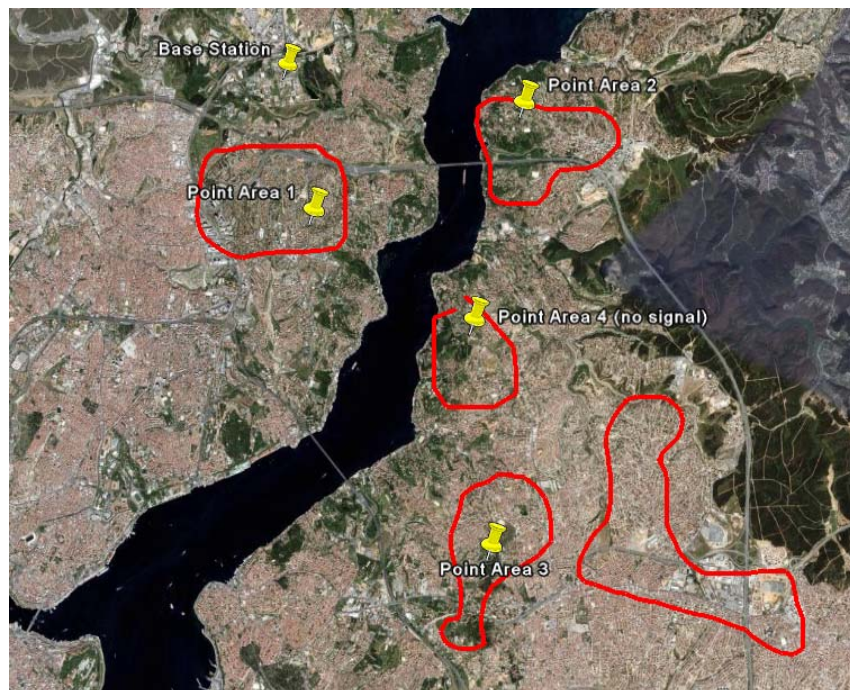 Base Station
Point Area 2
Point Area 1
Point Area 4 (no signal)
Point Area 3